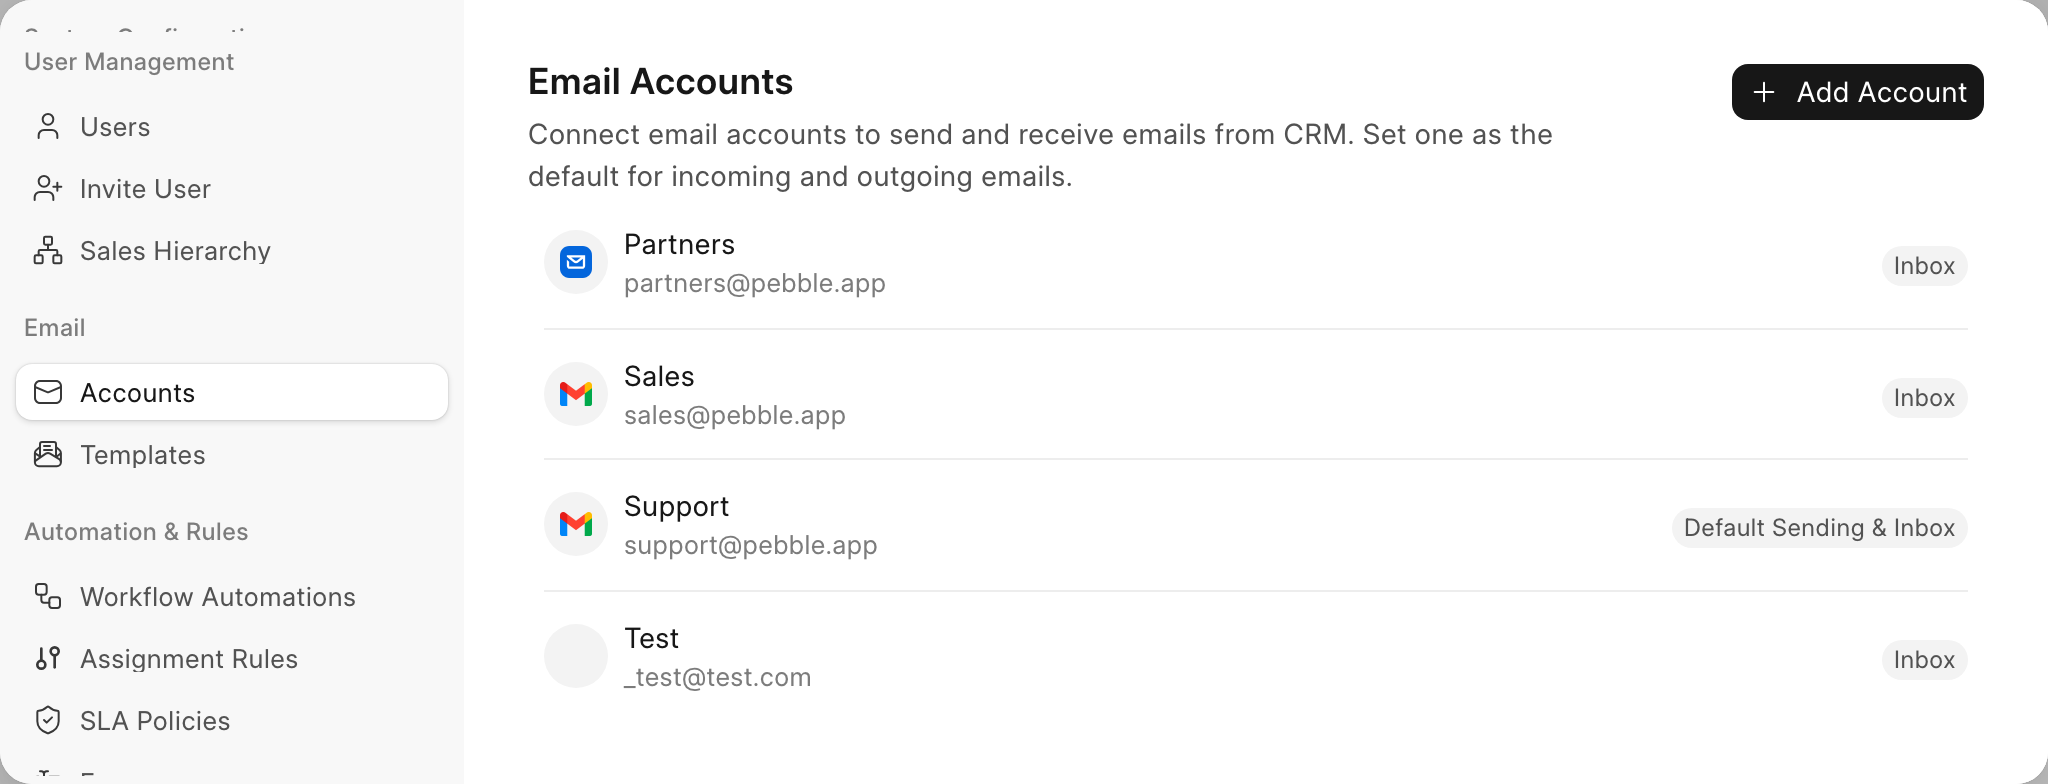 User Management
Users
Invite User
Sales Hierarchy
Email
Accounts
Templates
Automation & Rules
Workflow Automations
Assignment Rules
SLA Policies
Email Accounts
Add Account
Connect email accounts to send and receive emails from CRM. Set one as the
default for incoming and outgoing emails.
Partners
partners@pebble.app
Inbox
Sales
sales@pebble.app
Inbox
Support
support@pebble.app
Default Sending & Inbox
Test
_test@test.com
Inbox